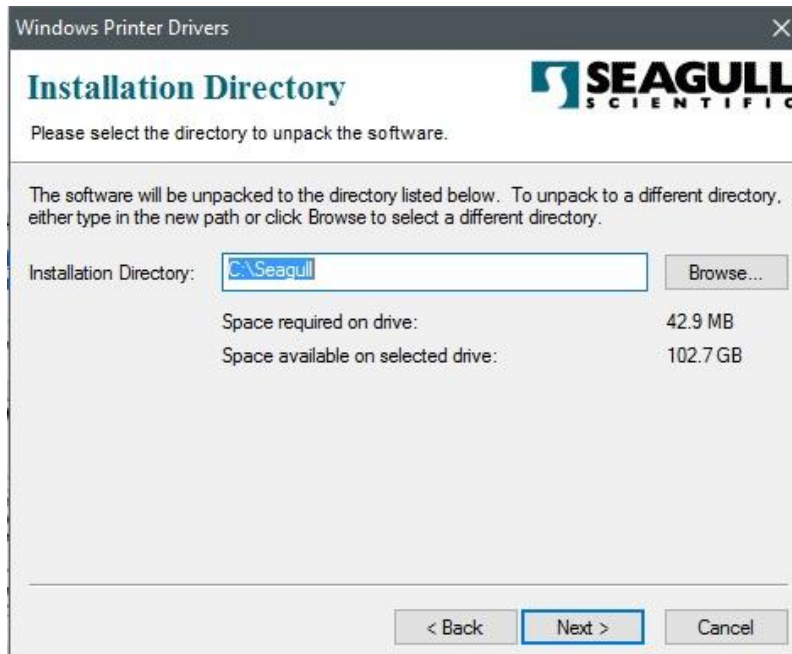 Windows Printer Drivers
Installation Directory
SEAGULL
SCIENTIFIC
Please select the directory to unpack the software.
The software will be unpacked to the directory listed below. To unpack to a different directory,
either type in the new path or click Browse to select a different directory.
Installation Directory: C:\Seagull Browse...
Space required on drive: 42.9 MB
Space available on selected drive: 102.7 GB
< Back Next > Cancel